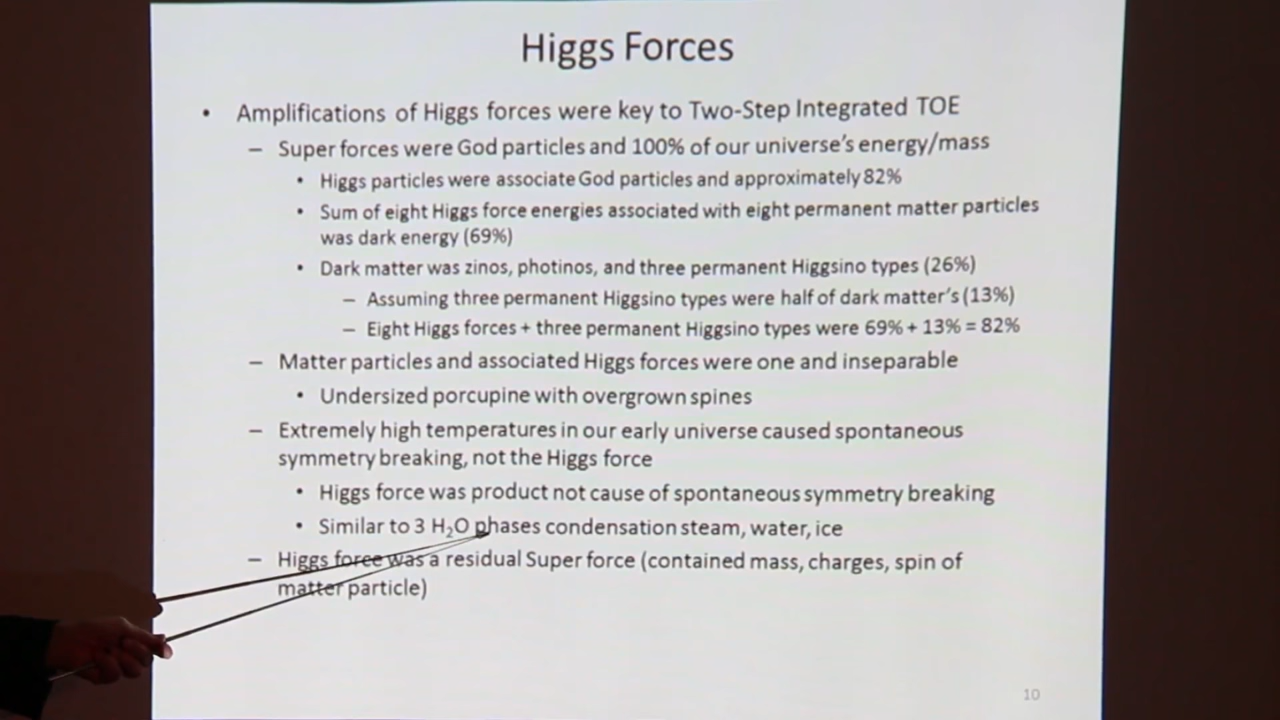 Higgs Forces
• Amplifications of Higgs forces were key to Two-Step Integrated TOE
– Super forces were God particles and 100% of our universe's energy/mass
• Higgs particles were associate God particles and approximately 82%
• Sum of eight Higgs force energies associated with eight permanent matter particles
was dark energy (69%)
• Dark matter was zinos, photinos, and three permanent Higgsino types (26%)
– Assuming three permanent Higgsino types were half of dark matter's (13%)
– Eight Higgs forces + three permanent Higgsino types were 69% + 13% = 82%
– Matter particles and associated Higgs forces were one and inseparable
• Undersized porcupine with overgrown spines
– Extremely high temperatures in our early universe caused spontaneous
symmetry breaking, not the Higgs force
• Higgs force was product not cause of spontaneous symmetry breaking
• Similar to 3 H₂O phases condensation steam, water, ice
– Higgs force was a residual Super force (contained mass, charges, spin of
matter particle)
10